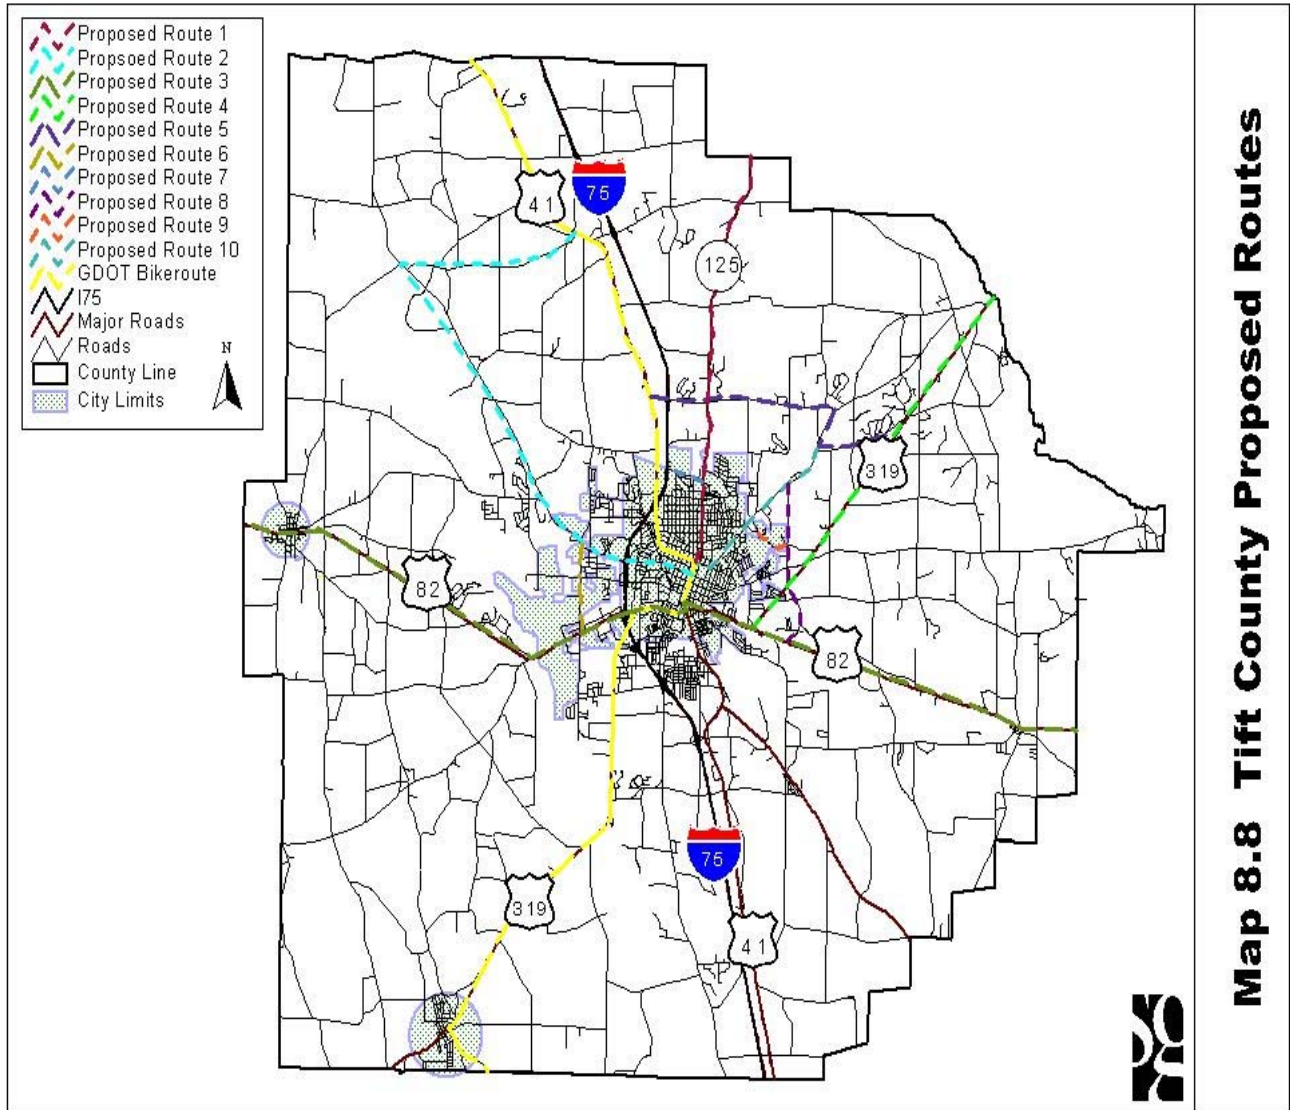 Proposed Route 1
Propsoed Route 2
Proposed Route 3
Proposed Route 4
Proposed Route 5
Proposed Route 6
Proposed Route 7
Proposed Route 8
Proposed Route 9
Proposed Route 10
GDOT Bikeroute
I75
Major Roads
Roads
County Line
City Limits
N
41
75
125
319
82
82
75
319
41
Map 8.8 Tift County Proposed Routes